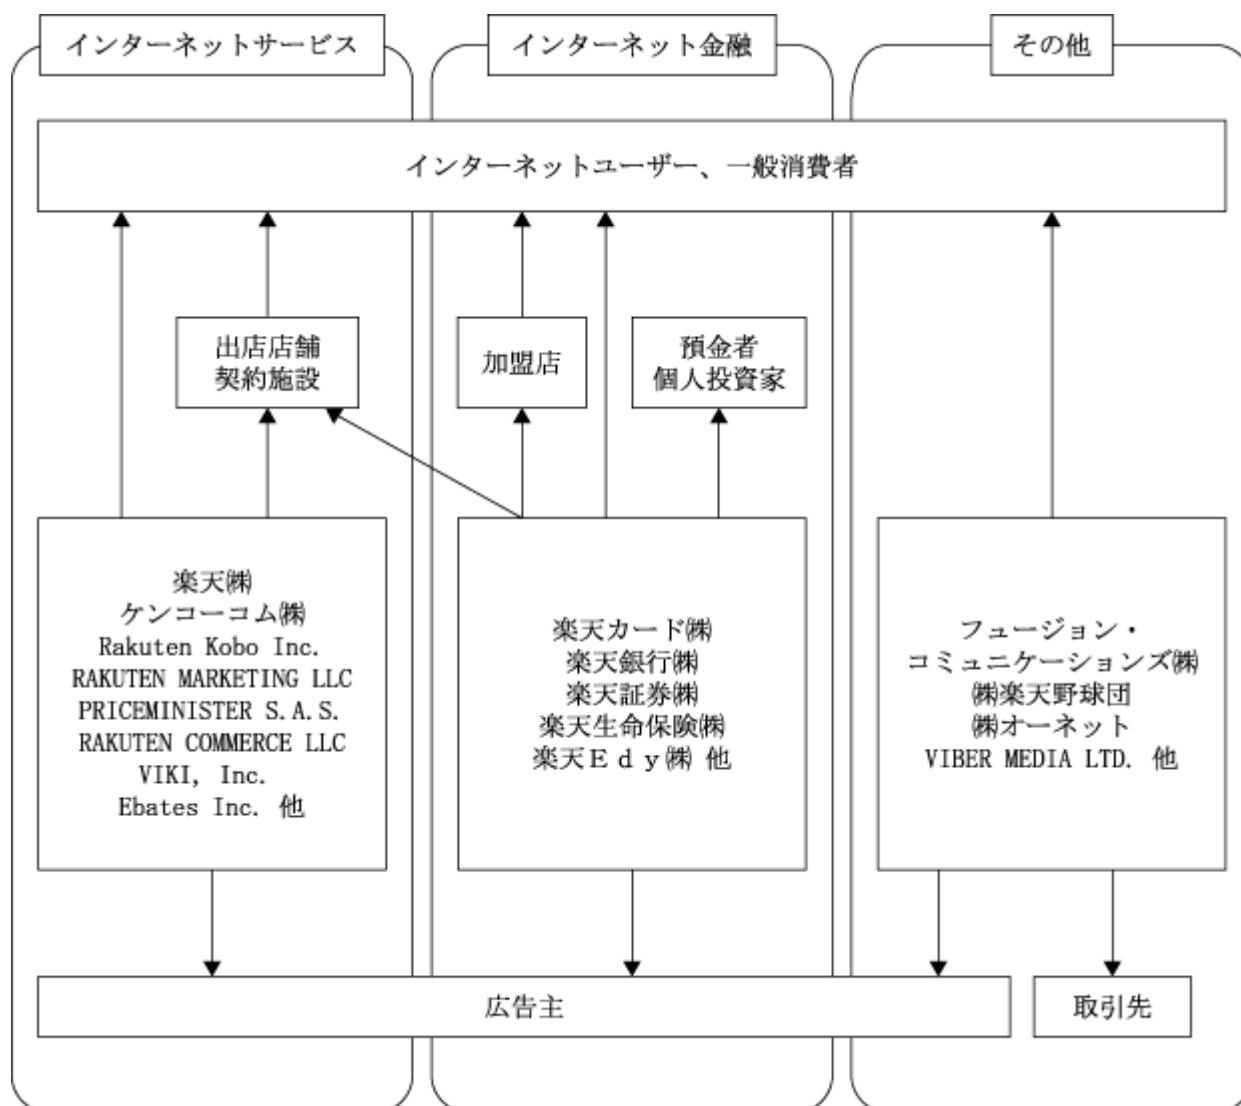 インターネットサービス
インターネット金融
その他
インターネットユーザー、一般消費者
出店店舗
契約施設
加盟店
預金者
個人投資家
楽天㈱
ケンコーコム㈱
Rakuten Kobo Inc.
RAKUTEN MARKETING LLC
PRICEMINISTER S.A.S.
RAKUTEN COMMERCE LLC
VIKI, Inc.
Ebates Inc. 他
楽天カード㈱
楽天銀行㈱
楽天証券㈱
楽天生命保険㈱
楽天Ｅｄｙ㈱ 他
フュージョン・
コミュニケーションズ㈱
㈱楽天野球団
㈱オーネット
VIBER MEDIA LTD. 他
広告主
取引先